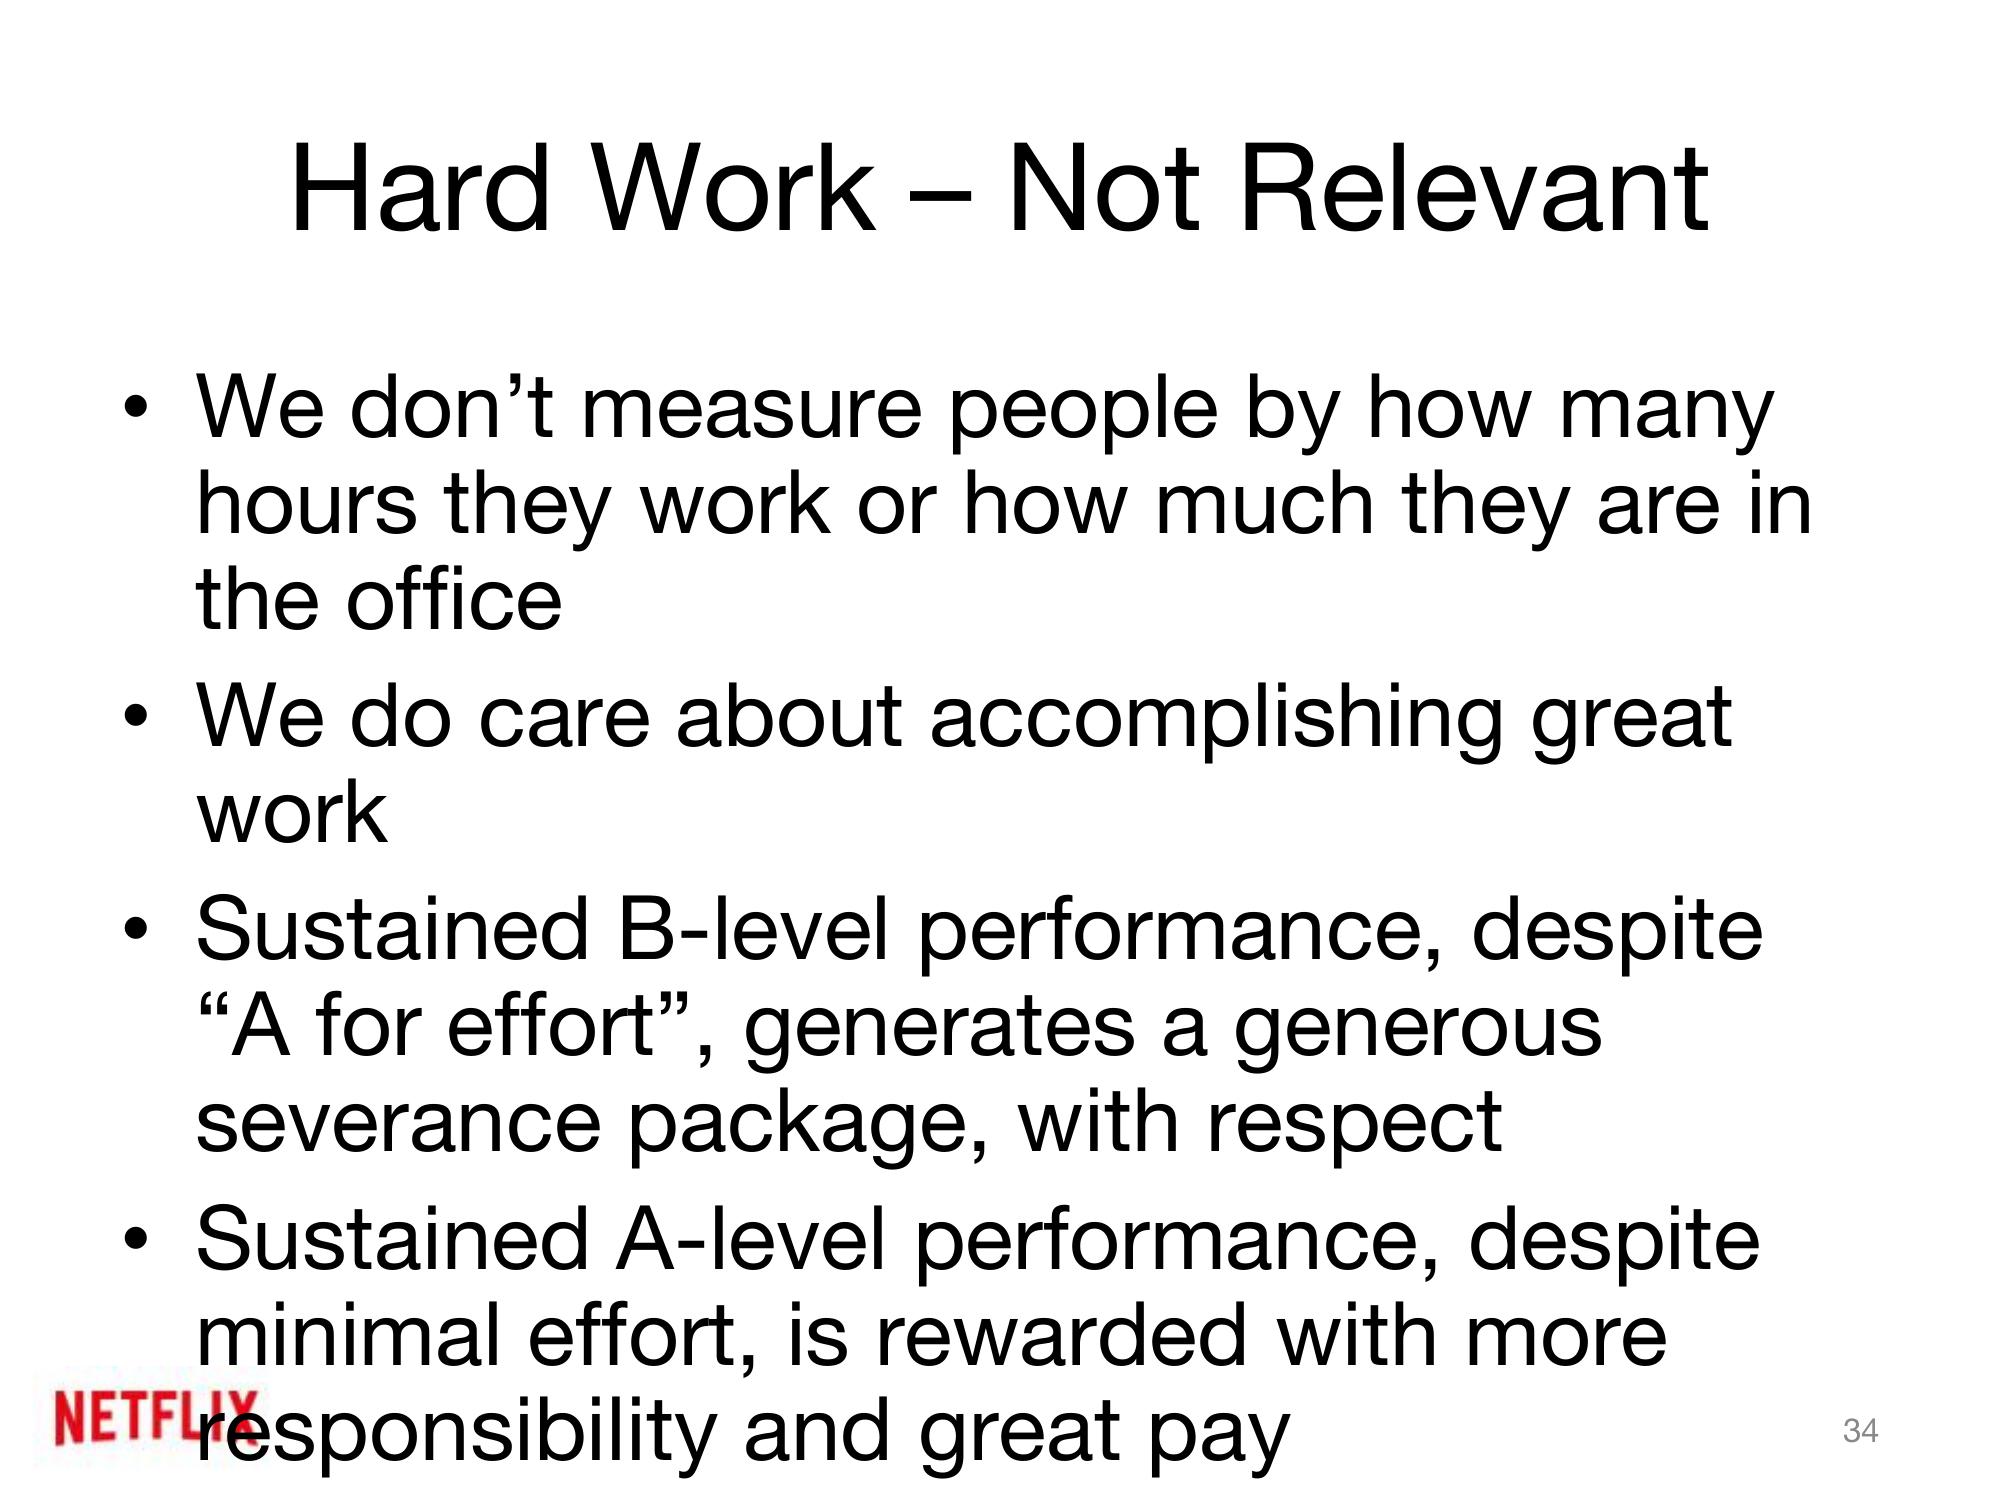 Hard Work – Not Relevant
• We don’t measure people by how many
hours they work or how much they are in
the office
• We do care about accomplishing great
work
• Sustained B-level performance, despite
“A for effort”, generates a generous
severance package, with respect
• Sustained A-level performance, despite
minimal effort, is rewarded with more
responsibility and great pay
NETFLIX
34